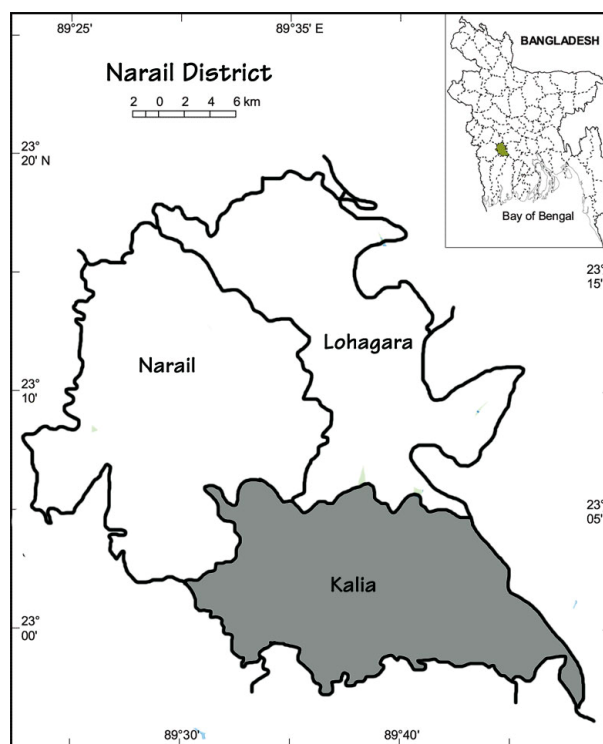 89°25'
89°35' E
BANGLADESH
Narail District
2 0 2 4 6 km
23°
20' N
Bay of Bengal
23°
15'
Lohagara
Narail
23°
10'
23°
05'
Kalia
23°
00'
89°30'
89°40'